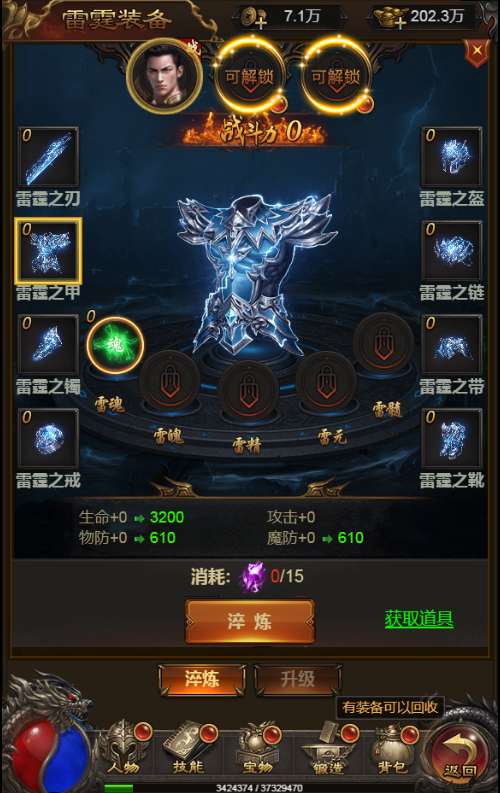 雷霆装备
7.1万
202.3万
战
可解锁
可解锁
战斗力 0
0
雷霆之刃
0
雷霆之盔
0
雷霆之甲
0
雷霆之链
0
雷霆之镯
0
雷霆之带
0
雷霆之戒
0
雷霆之靴
0
魂
雷魂
雷魄
雷精
雷元
雷髓
生命+0 3200
攻击+0
物防+0 610
魔防+0 610
消耗: 0/15
淬 炼
获取道具
淬炼
升级
有装备可以回收
人物
技能
宝物
锻造
背包
返回
3424374 / 37329470